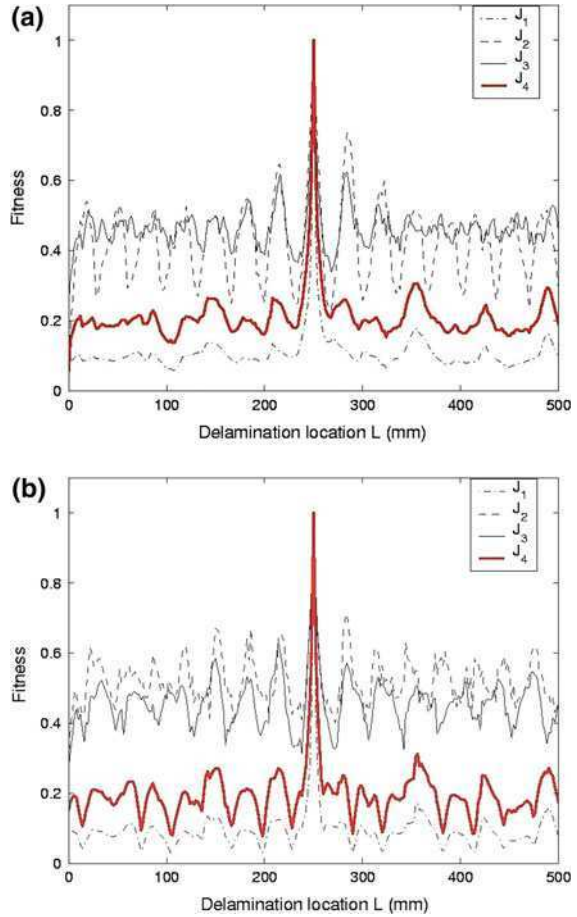 (a)
J1
J2
J3
J4
1
0.8
0.6
0.4
0.2
0
Fitness
0 100 200 300 400 500
Delamination location L (mm)
(b)
J1
J2
J3
J4
1
0.8
0.6
0.4
0.2
0
Fitness
0 100 200 300 400 500
Delamination location L (mm)